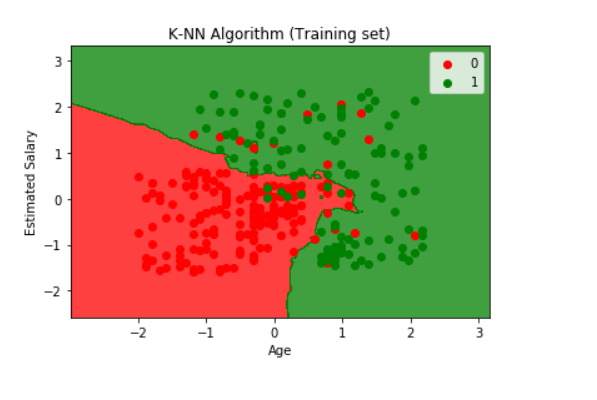 K-NN Algorithm (Training set)
0
1
3
2
1
0
−1
−2
Estimated Salary
−2 −1 0 1 2 3
Age